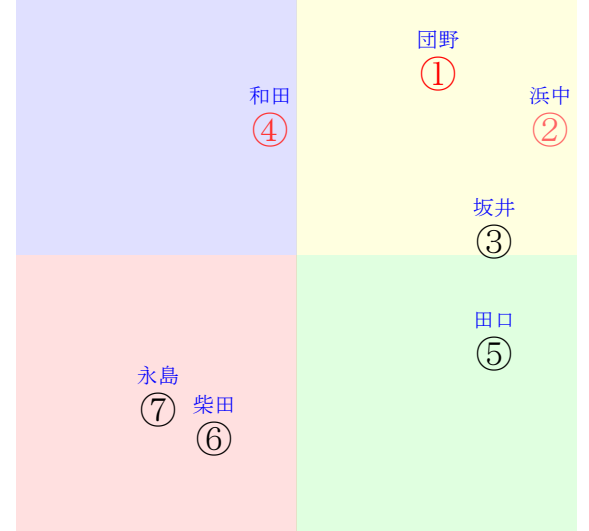 団野
①
和田
④
浜中
②
坂井
③
田口
⑤
永島
⑦
柴田
⑥